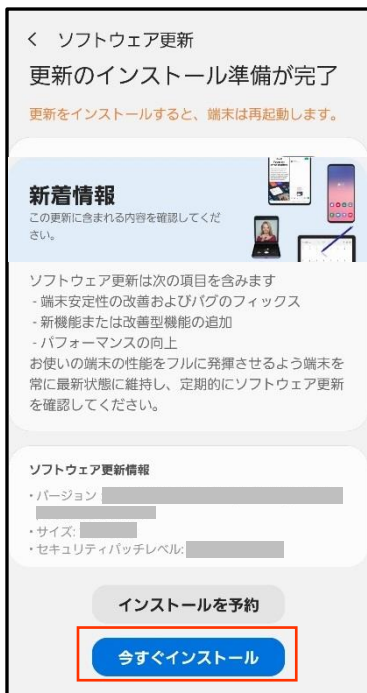 < ソフトウェア更新
更新のインストール準備が完了
更新をインストールすると、端末は再起動します。
新着情報
この更新に含まれる内容を確認してくだ
さい。
ソフトウェア更新は次の項目を含みます
- 端末安定性の改善およびバグのフィックス
- 新機能または改善型機能の追加
- パフォーマンスの向上
お使いの端末の性能をフルに発揮させるよう端末を
常に最新状態に維持し、定期的にソフトウェア更新
を確認してください。
ソフトウェア更新情報
・バージョン
・サイズ:
・セキュリティパッチレベル:
インストールを予約
今すぐインストール